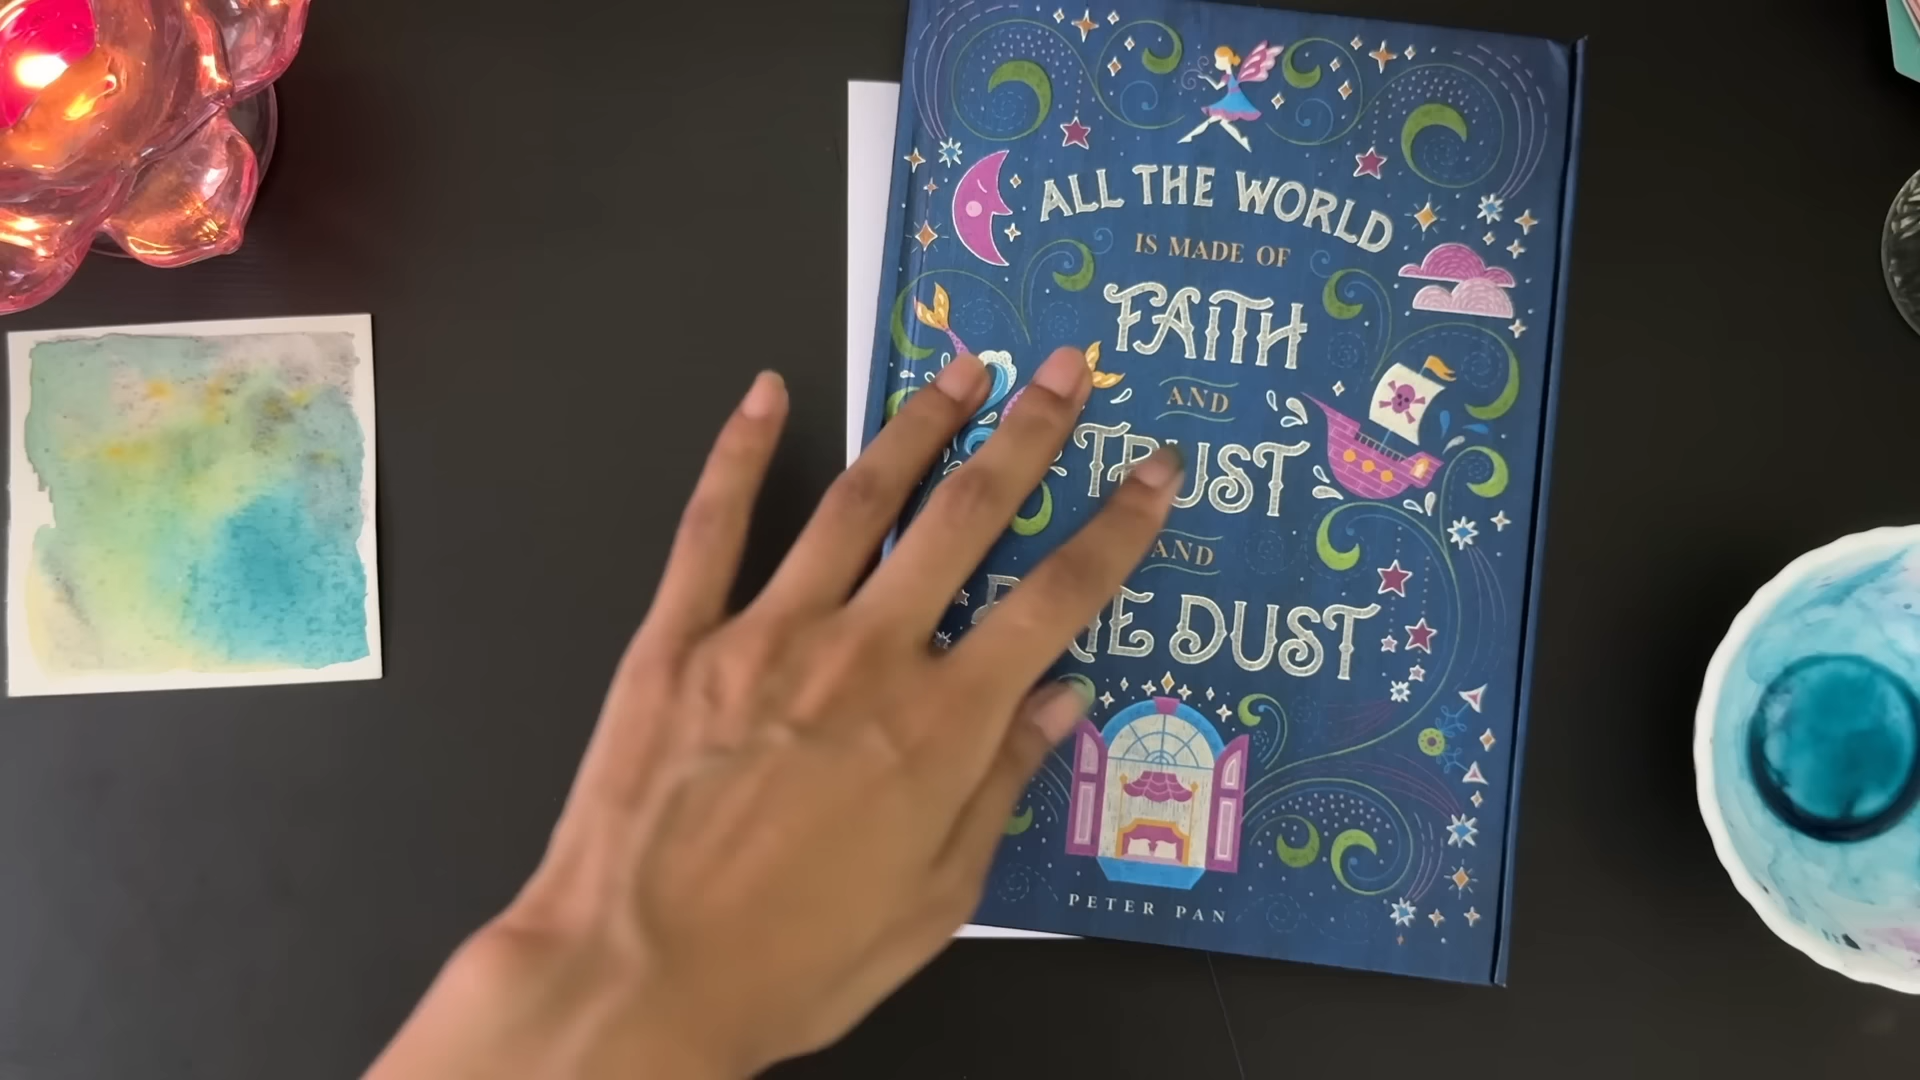 ALL THE WORLD
IS MADE OF
FAITH
AND
TRUST
AND
DUST
PETER PAN